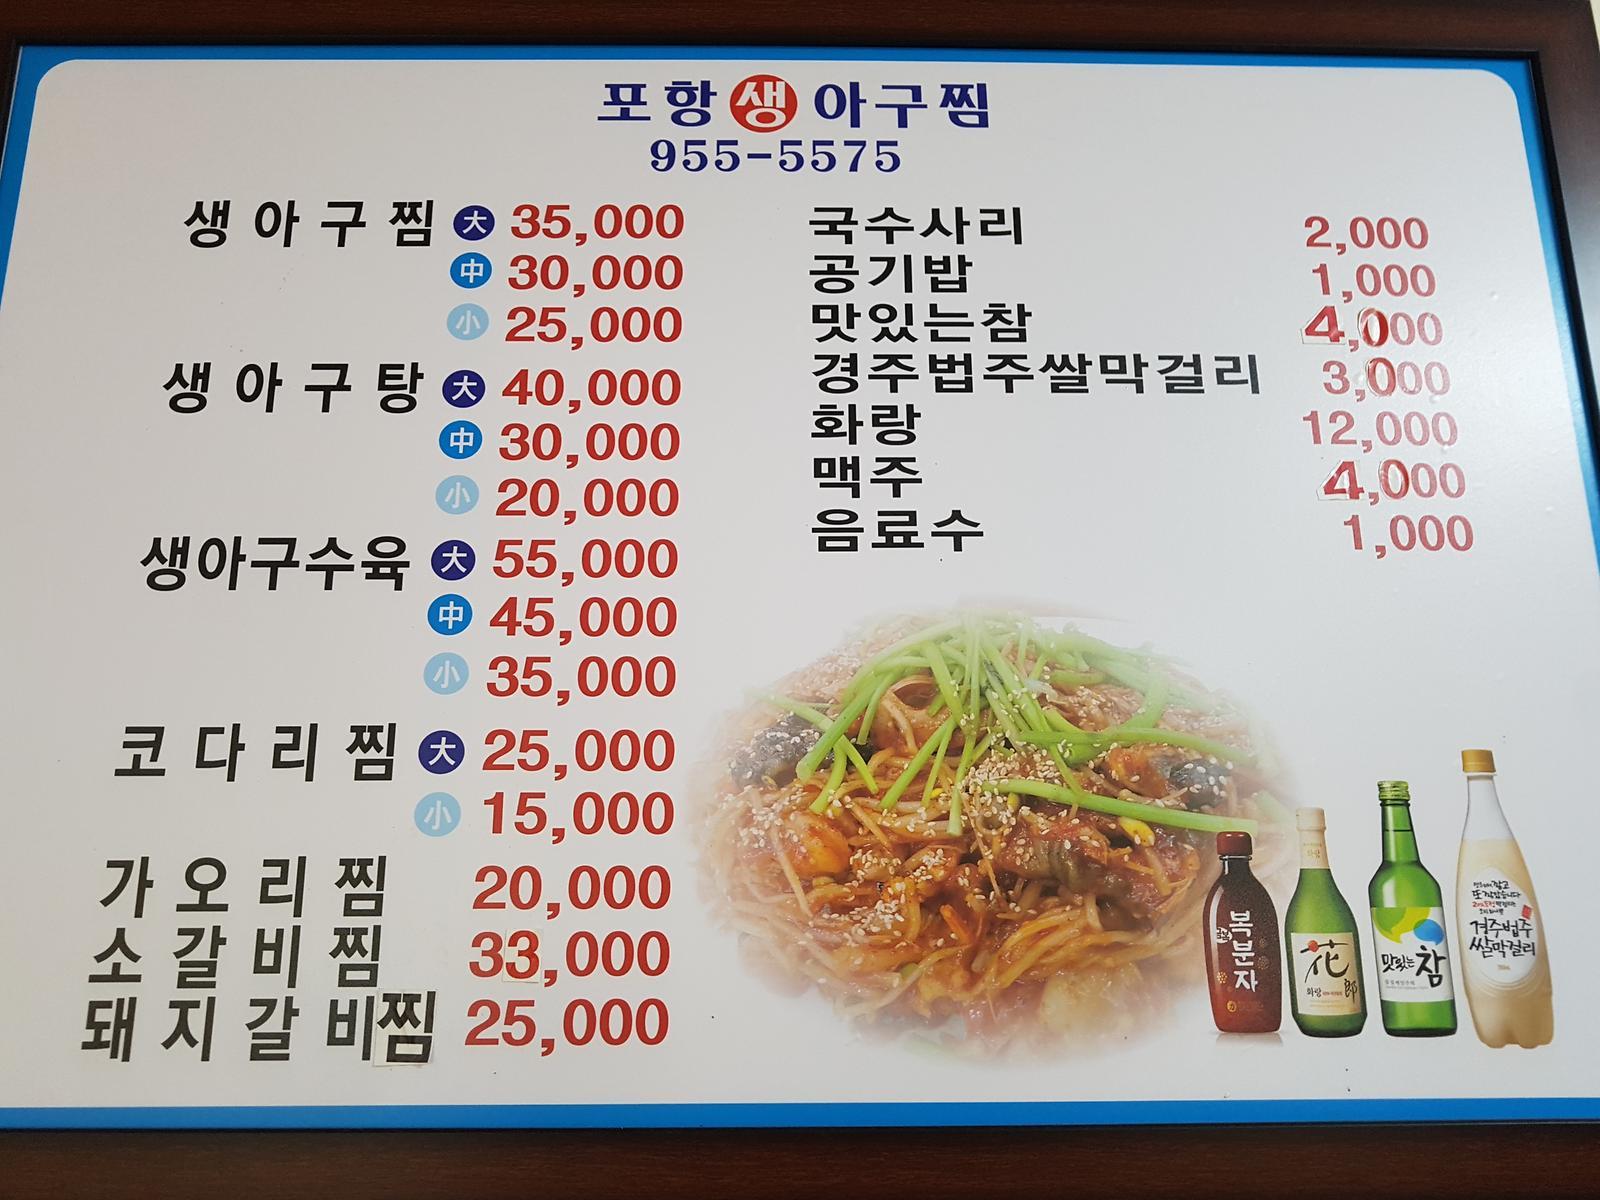 포항생아구찜
955-5575
생아구찜 大 35,000
中 30,000
小 25,000
생아구탕 大 40,000
中 30,000
小 20,000
생아구수육 大 55,000
中 45,000
小 35,000
코다리찜 大 25,000
小 15,000
가오리찜 20,000
소갈비찜 33,000
돼지갈비찜 25,000
국수사리 2,000
공기밥 1,000
맛있는참 4,000
경주법주쌀막걸리 3,000
화랑 12,000
맥주 4,000
음료수 1,000
복분자
화랑
花郎
화랑
맛있는 참
경주법주
쌀막걸리